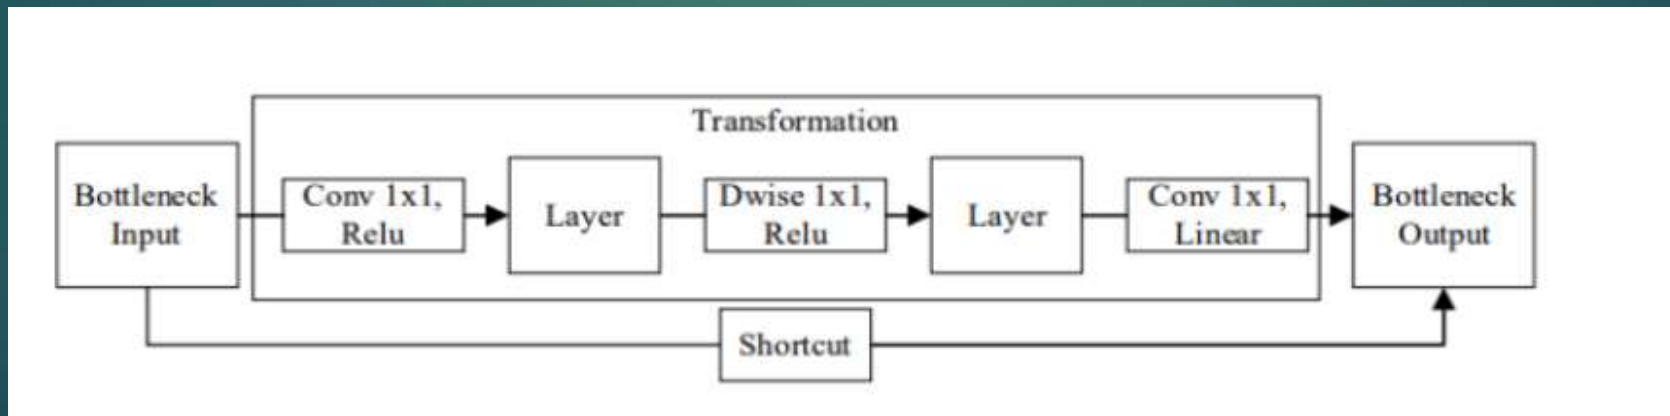 Transformation
Bottleneck
Input
Conv 1x1,
Relu
Layer
Dwise 1x1,
Relu
Layer
Conv 1x1,
Linear
Bottleneck
Output
Shortcut